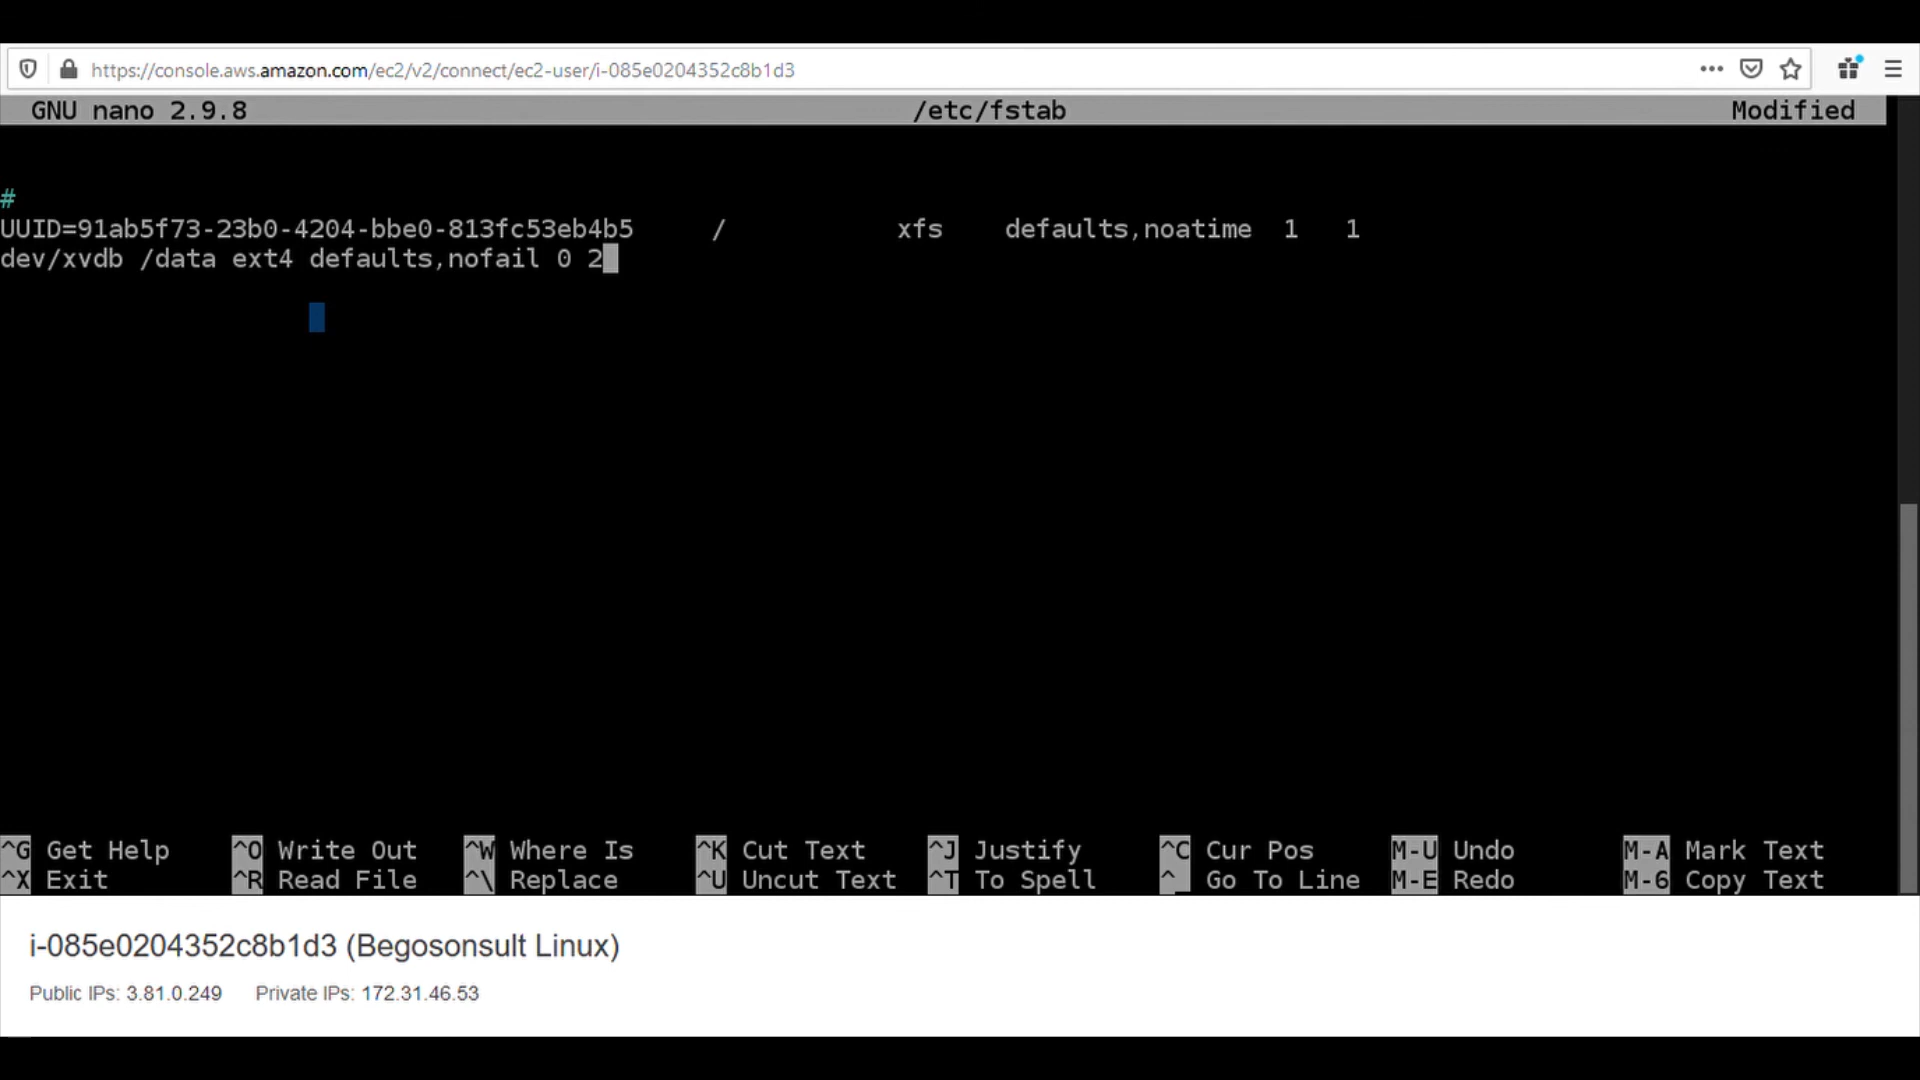 https://console.aws.amazon.com/ec2/v2/connect/ec2-user/i-085e0204352c8b1d3
GNU nano 2.9.8 /etc/fstab Modified
#
UUID=91ab5f73-23b0-4204-bbe0-813fc53eb4b5 / xfs defaults,noatime 1 1
dev/xvdb /data ext4 defaults,nofail 0 2
^G Get Help ^O Write Out ^W Where Is ^K Cut Text ^J Justify ^C Cur Pos M-U Undo M-A Mark Text
^X Exit ^R Read File ^\ Replace ^U Uncut Text ^T To Spell ^_ Go To Line M-E Redo M-6 Copy Text
i-085e0204352c8b1d3 (Begosonsult Linux)
Public IPs: 3.81.0.249 Private IPs: 172.31.46.53